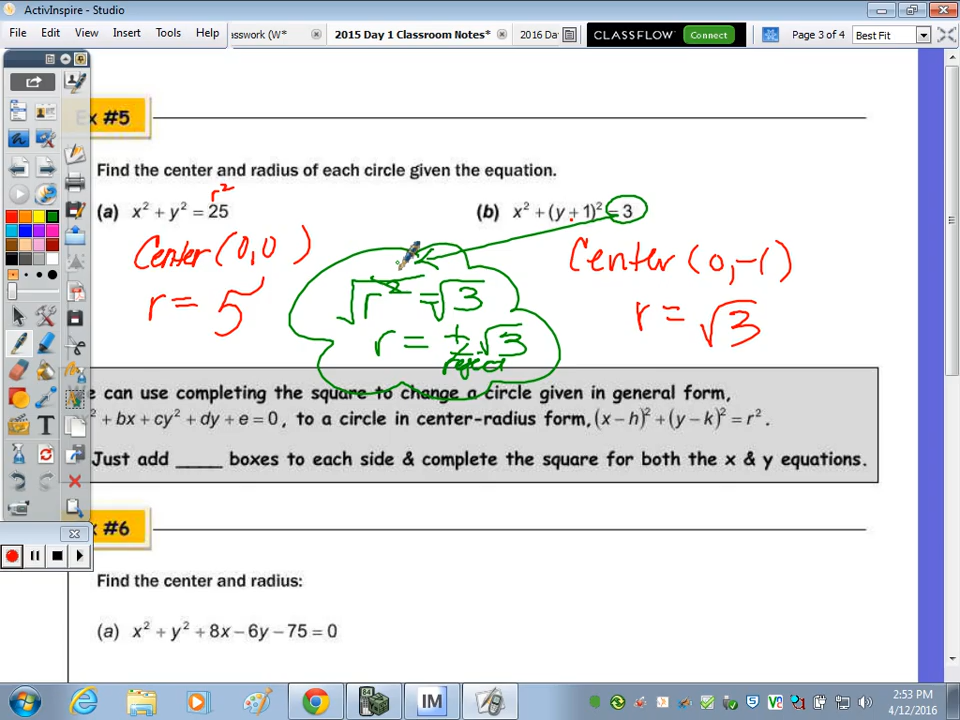 ActivInspire - Studio
File Edit View Insert Tools Help
asswork (W* 2015 Day 1 Classroom Notes* 2016 Da CLASSFLOW Connect Page 3 of 4 Best Fit
Ex #5
Find the center and radius of each circle given the equation.
r²
(a) x² + y² = 25
(b) x² + (y + 1)² = 3
Center (0,0)
r = 5
√r² = √3
r = ± √3
reject
Center (0,-1)
r = √3
e can use completing the square to change a circle given in general form,
² + bx + cy² + dy + e = 0, to a circle in center-radius form, (x – h)² + (y – k)² = r².
Just add _____ boxes to each side & complete the square for both the x & y equations.
x #6
Find the center and radius:
(a) x² + y² + 8x – 6y – 75 = 0
84
IM
2:53 PM
4/12/2016